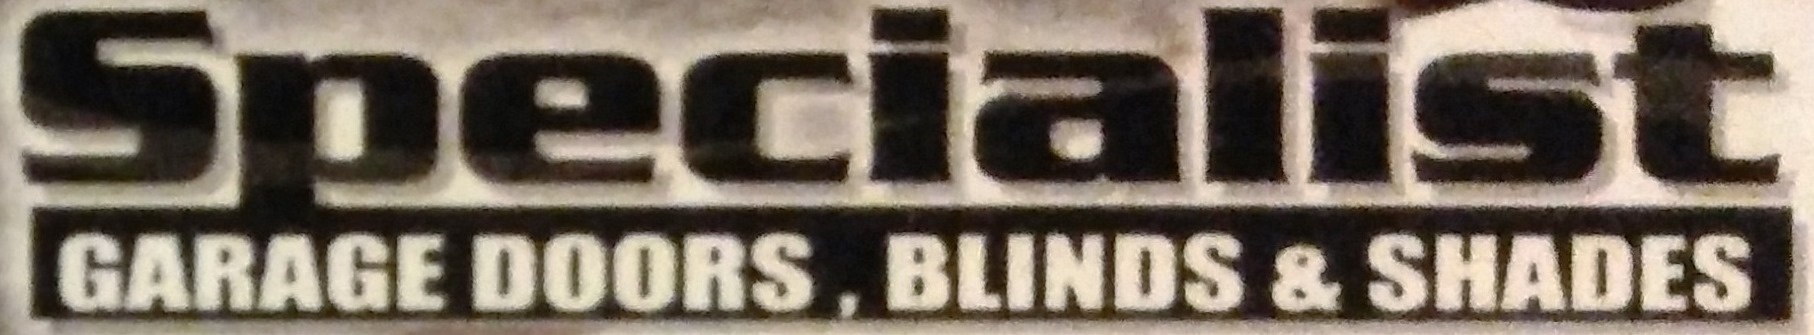 Specialist
GARAGE DOORS, BLINDS & SHADES